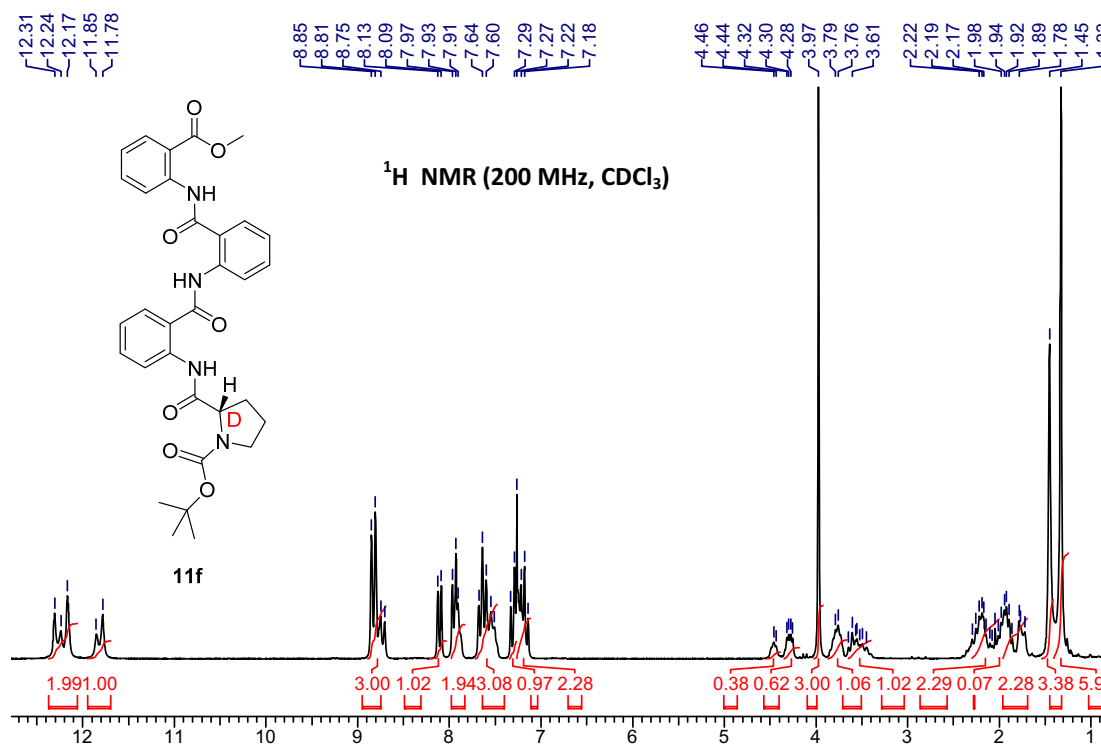 12.31 12.24 12.17 11.85 11.78 8.85 8.81 8.75 8.13 8.09 7.97 7.93 7.91 7.64 7.60 7.29 7.27 7.22 7.18 4.46 4.44 4.32 4.30 4.28 3.97 3.79 3.76 3.61 2.22 2.19 2.17 1.98 1.94 1.92 1.89 1.78 1.45
O
O
¹H NMR (200 MHz, CDCl₃)
NH
O
HN
O
NH
H
O
D
N
O
O
11f
1.99 1.00 3.00 1.02 1.94 3.08 0.97 2.28 0.38 0.62 3.00 1.06 1.02 2.29 0.07 2.28 3.38 5.9
12 11 10 9 8 7 6 5 4 3 2 1